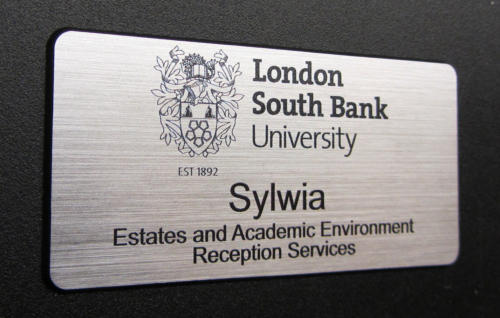 London
South Bank
University
EST 1892
Sylwia
Estates and Academic Environment
Reception Services